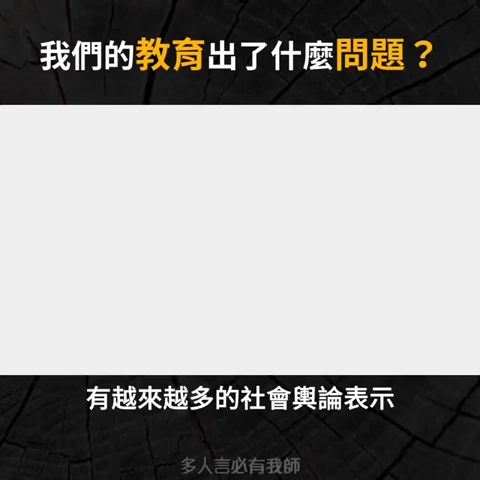 我們的教育出了什麼問題？
有越來越多的社會輿論表示
多人言必有我師